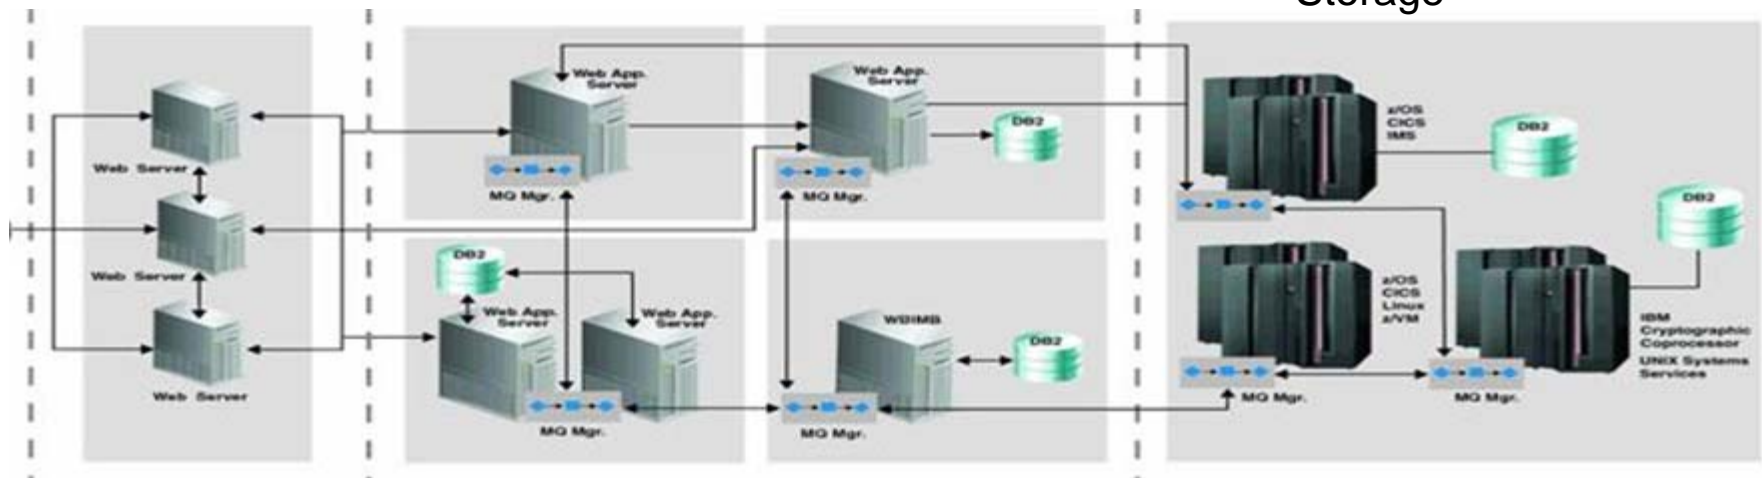 Storage
Web Server
Web Server
Web Server
Web App.
Server
MQ Mgr.
Web App.
Server
DB2
MQ Mgr.
DB2
Web App.
Server
Web App.
Server
MQ Mgr.
WBIMB
DB2
MQ Mgr.
z/OS
CICS
IMS
DB2
DB2
z/OS
CICS
Linux
z/VM
MQ Mgr.
IBM
Cryptographic
Coprocessor
UNIX Systems
Services
MQ Mgr.